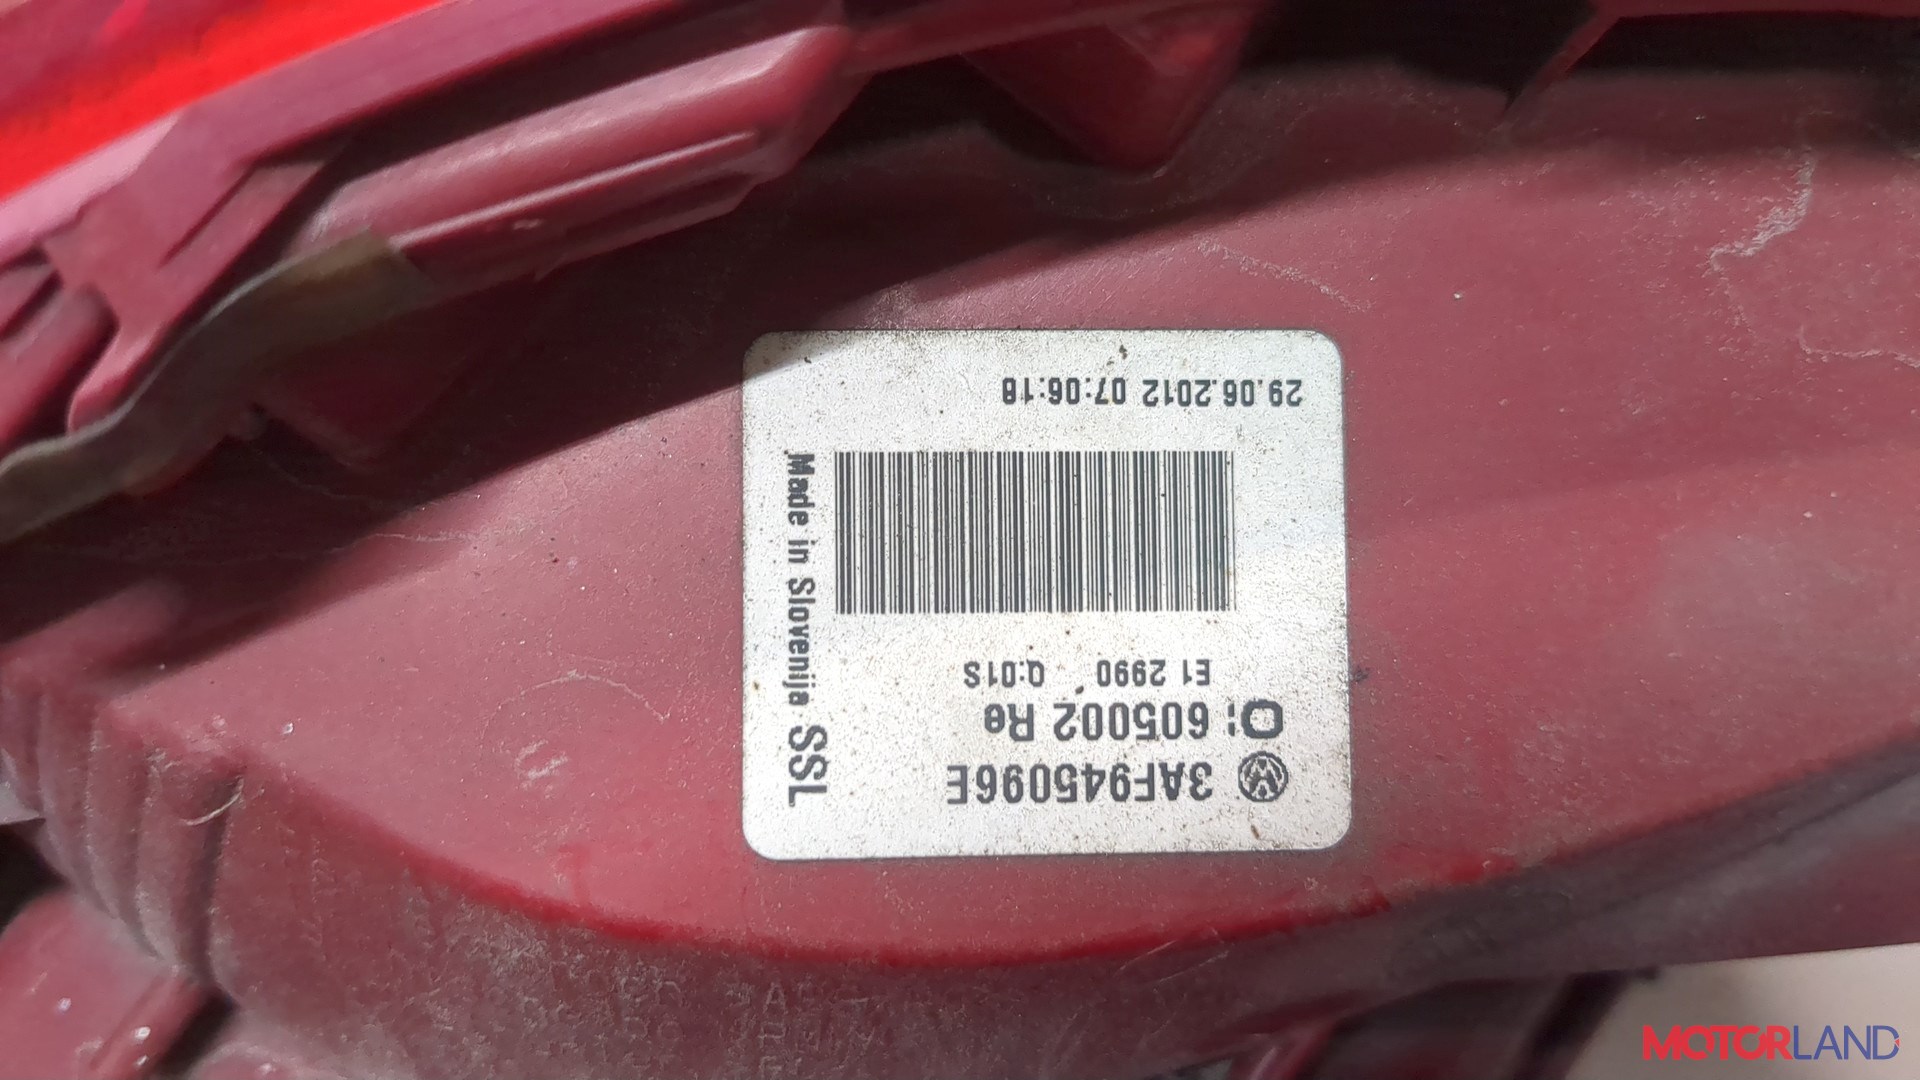 3AF945096E
O: 605002 Re
E1 2990 Q:01S
29.06.2012 07:06:18
Made in Slovenija SSL
MOTORLAND